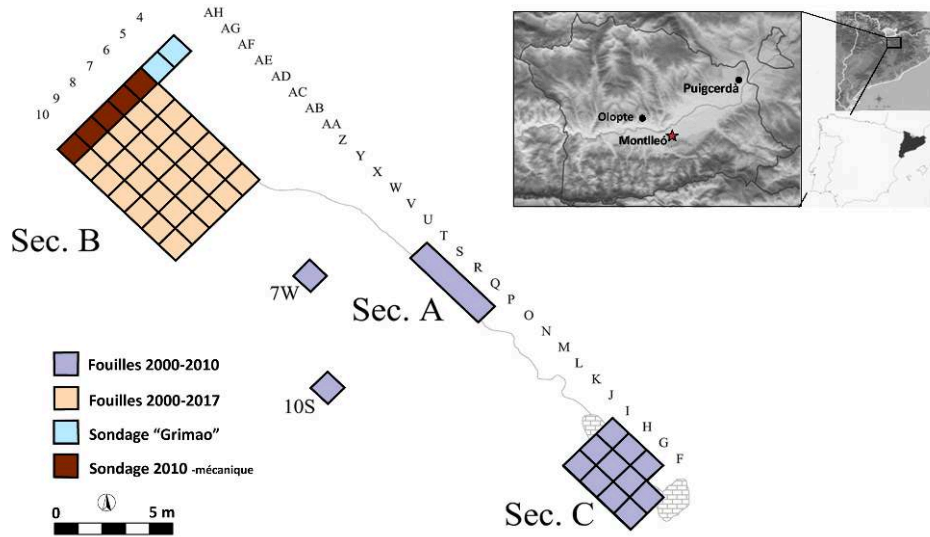 4
5
6
7
8
9
10
AH
AG
AF
AE
AD
AC
AB
AA
Z
Y
X
W
V
U
T
S
R
Q
P
O
N
M
L
K
J
I
H
G
F
Puigcerdà
Olopte
Montlleó
Sec. B
7W
Sec. A
10S
Sec. C
Fouilles 2000-2010
Fouilles 2000-2017
Sondage “Grimao”
Sondage 2010 -mécanique
0 5 m